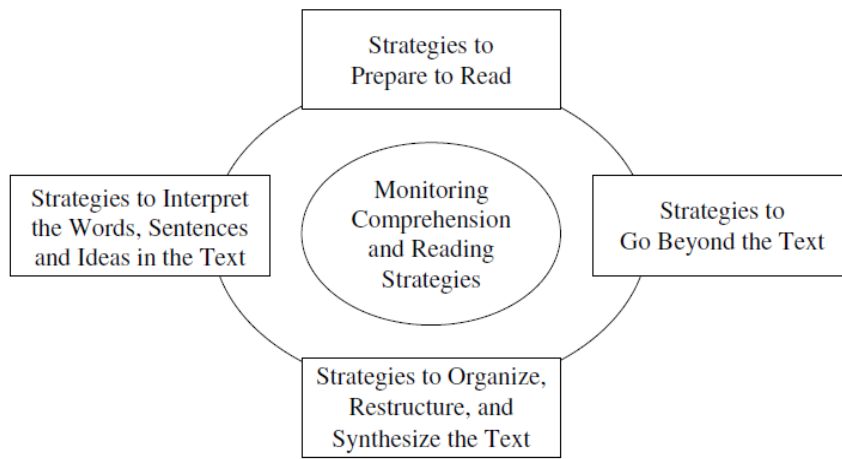 Strategies to
Prepare to Read
Strategies to Interpret
the Words, Sentences
and Ideas in the Text
Monitoring
Comprehension
and Reading
Strategies
Strategies to
Go Beyond the Text
Strategies to Organize,
Restructure, and
Synthesize the Text